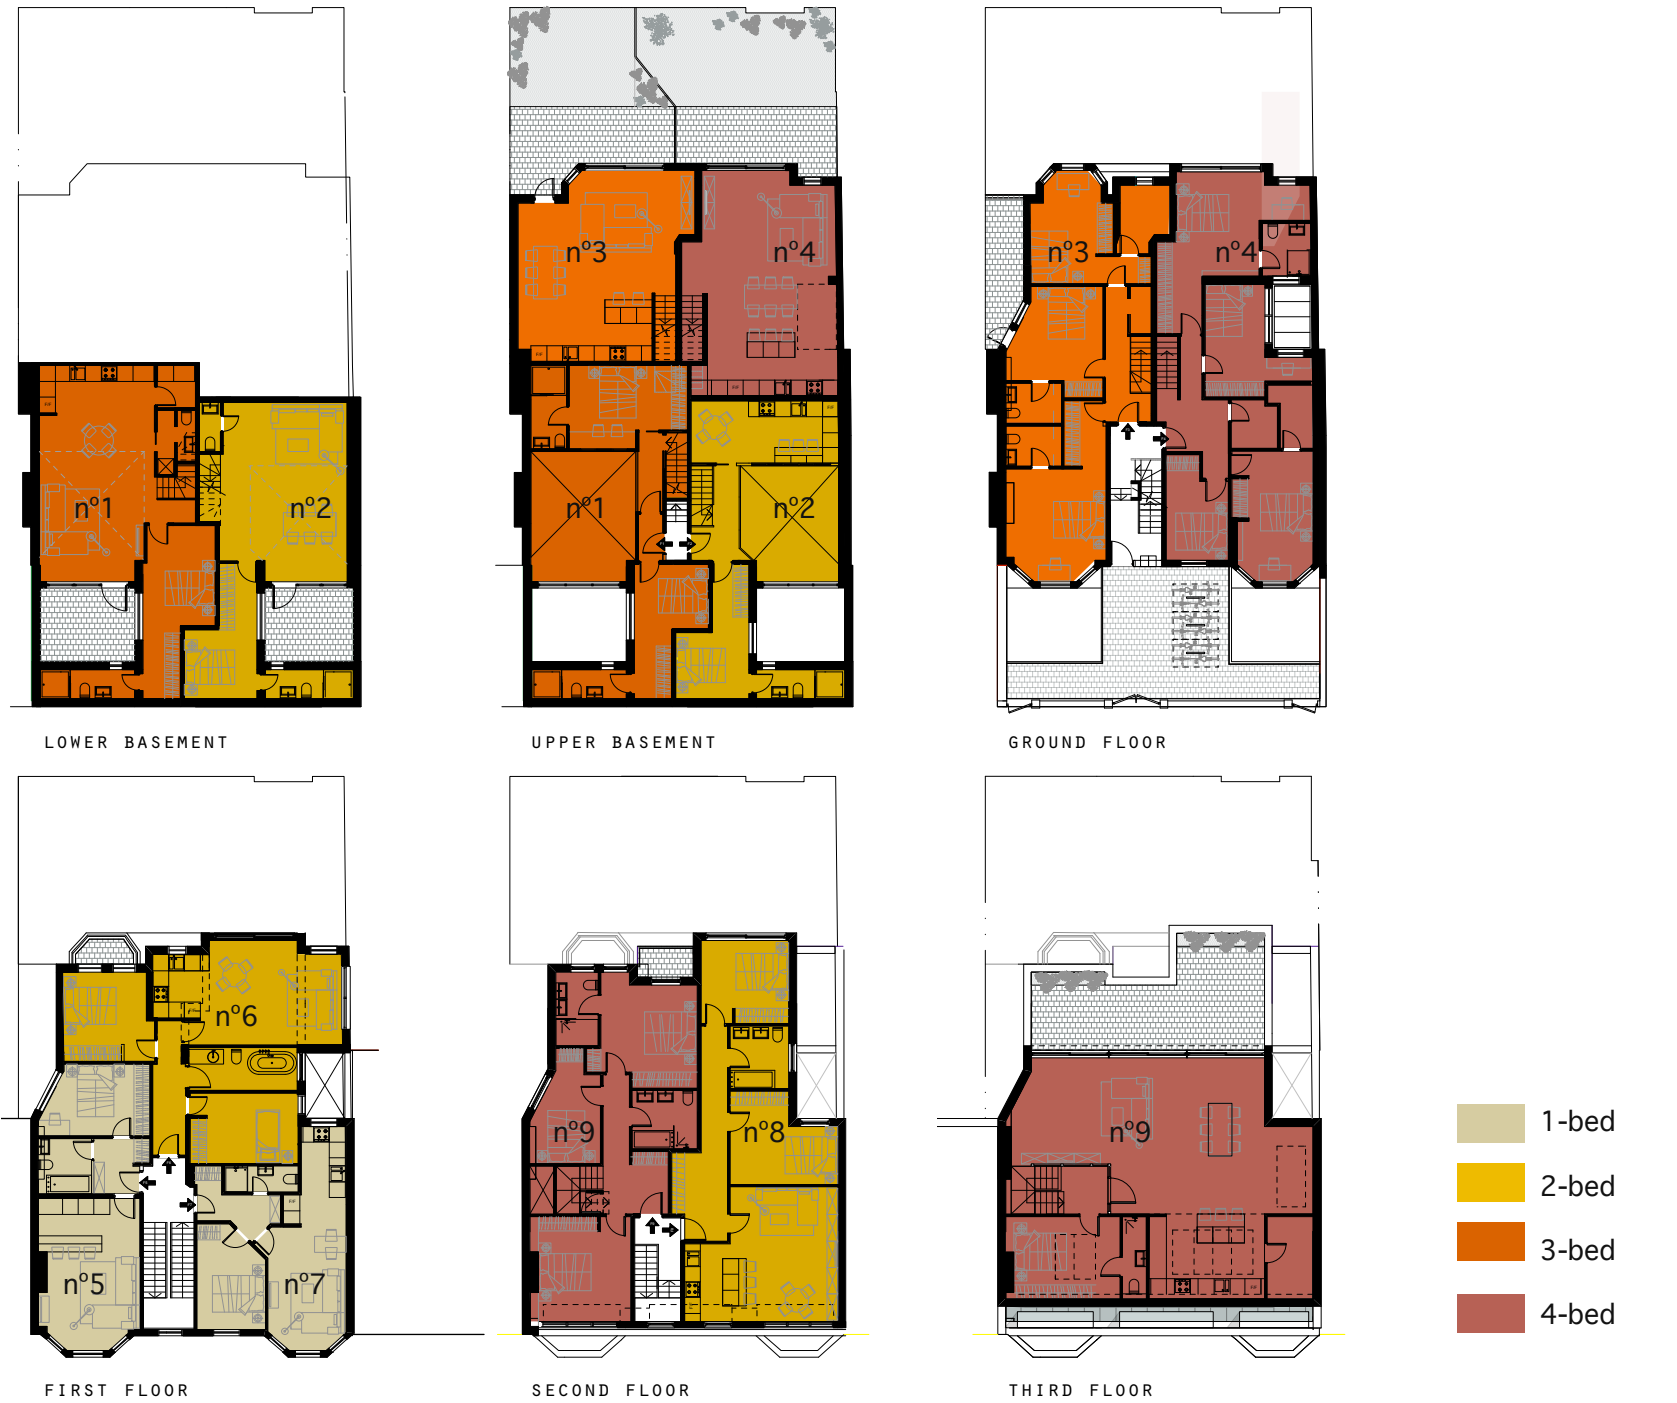 nº3
nº4
nº3
nº4
nº1
nº2
nº1
nº2
LOWER BASEMENT
UPPER BASEMENT
GROUND FLOOR
nº6
nº9
nº8
nº9
nº5
nº7
1-bed
2-bed
3-bed
4-bed
FIRST FLOOR
SECOND FLOOR
THIRD FLOOR